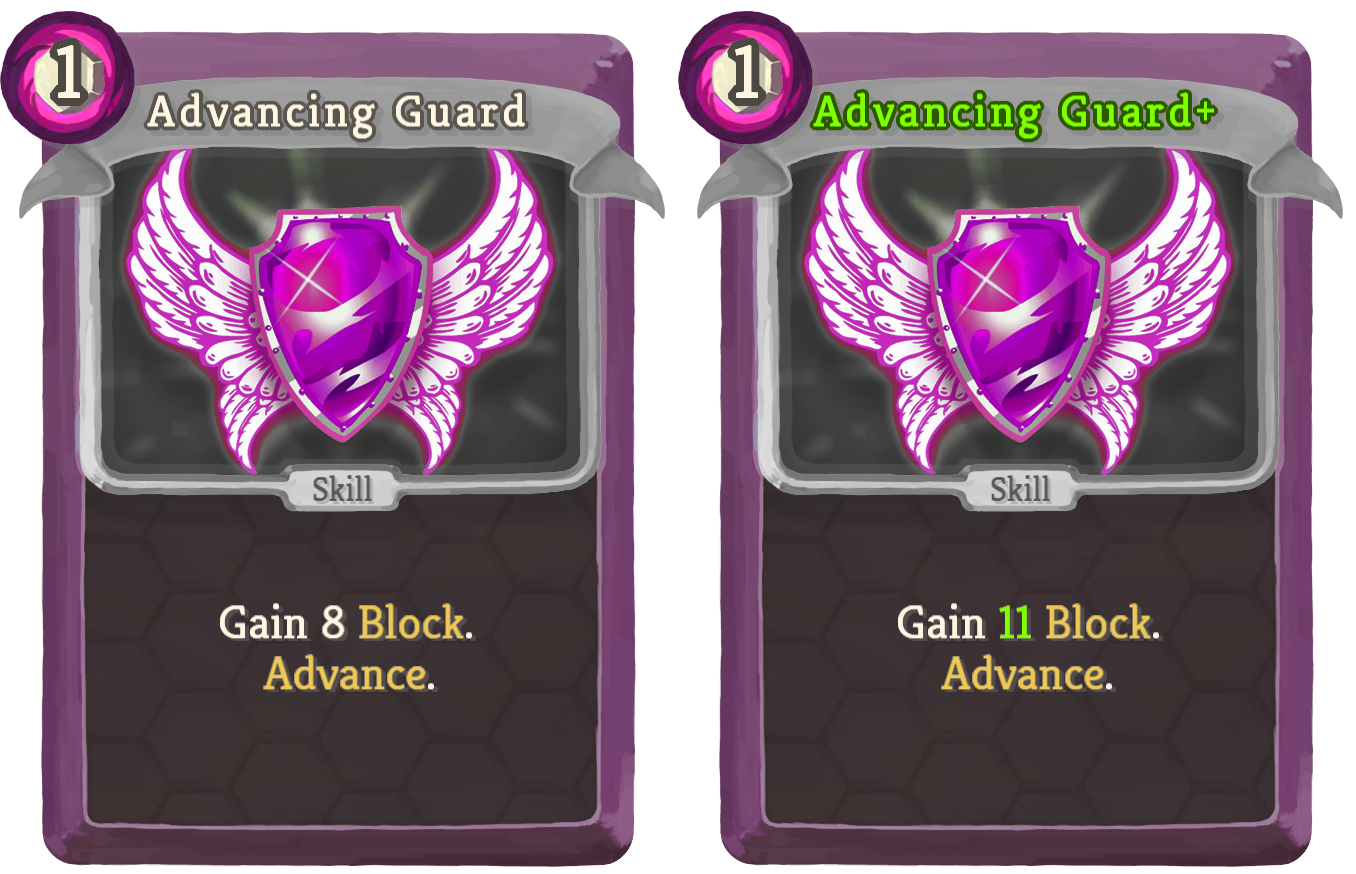 1
Advancing Guard
Skill
Gain 8 Block.
Advance.
1
Advancing Guard+
Skill
Gain 11 Block.
Advance.